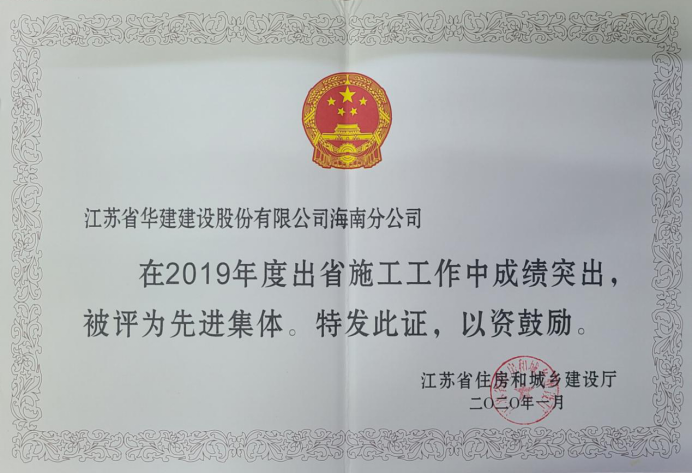 江苏省华建建设股份有限公司海南分公司
在2019年度出省施工工作中成绩突出，
被评为先进集体。特发此证，以资鼓励。
江苏省住房和城乡建设厅
二〇二〇年一月